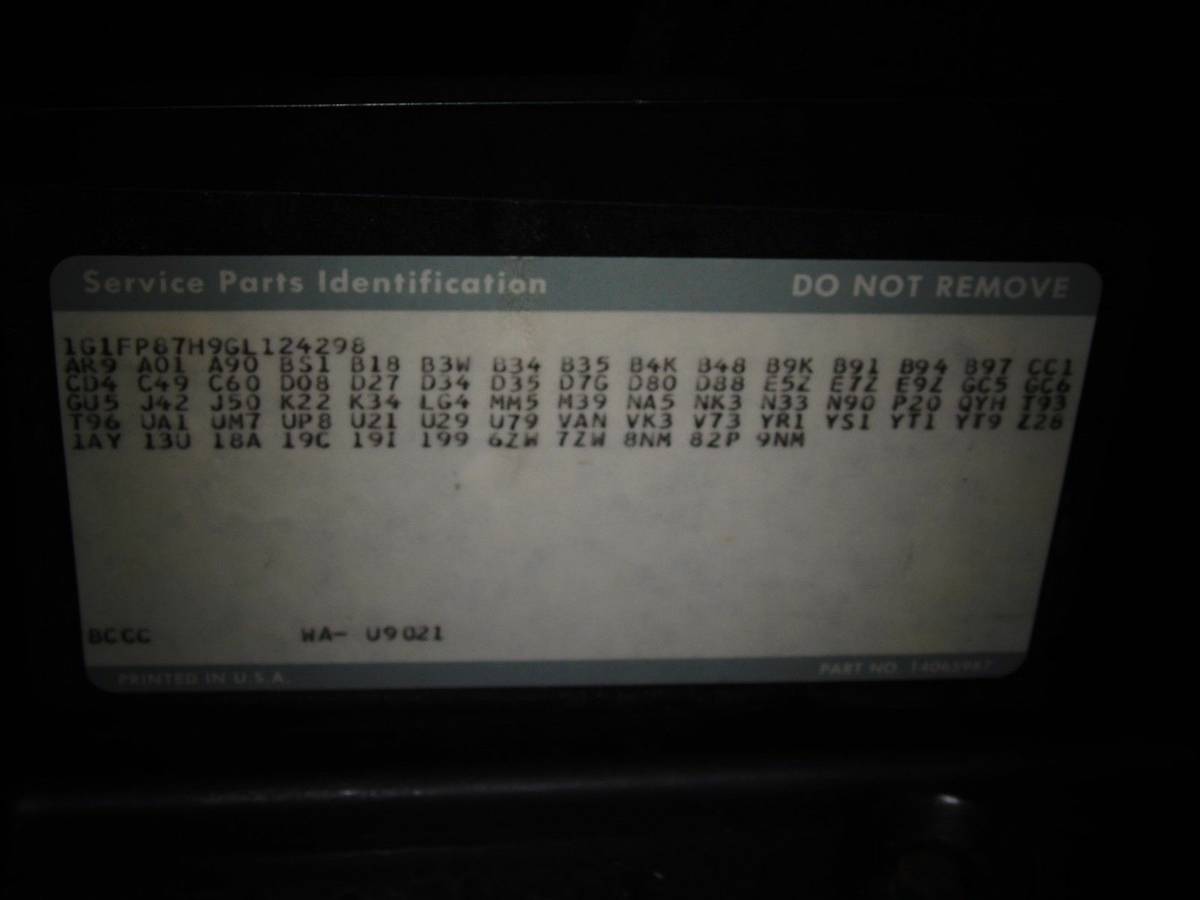 Service Parts Identification DO NOT REMOVE
1G1FP87H9GL124298
AR9 A01 A90 BS1 B18 B3W B34 B35 B4K B48 B9K B91 B94 B97 CC1
CD4 C49 C60 D08 D27 D34 D35 D7G D80 D88 E5Z E7Z E9Z GC5 GC6
GU5 J42 J50 K22 K34 LG4 MM5 M39 NA5 NK3 N33 N90 P20 QYH T93
T96 UA1 UM7 UP8 U21 U29 U79 VAN VK3 V73 YR1 YS1 YT1 YT9 Z28
1AY 13U 18A 19C 19I 199 6ZW 7ZW 8NM 82P 9NM
BCCC WA- U9021
PRINTED IN U.S.A. PART NO. 14065987